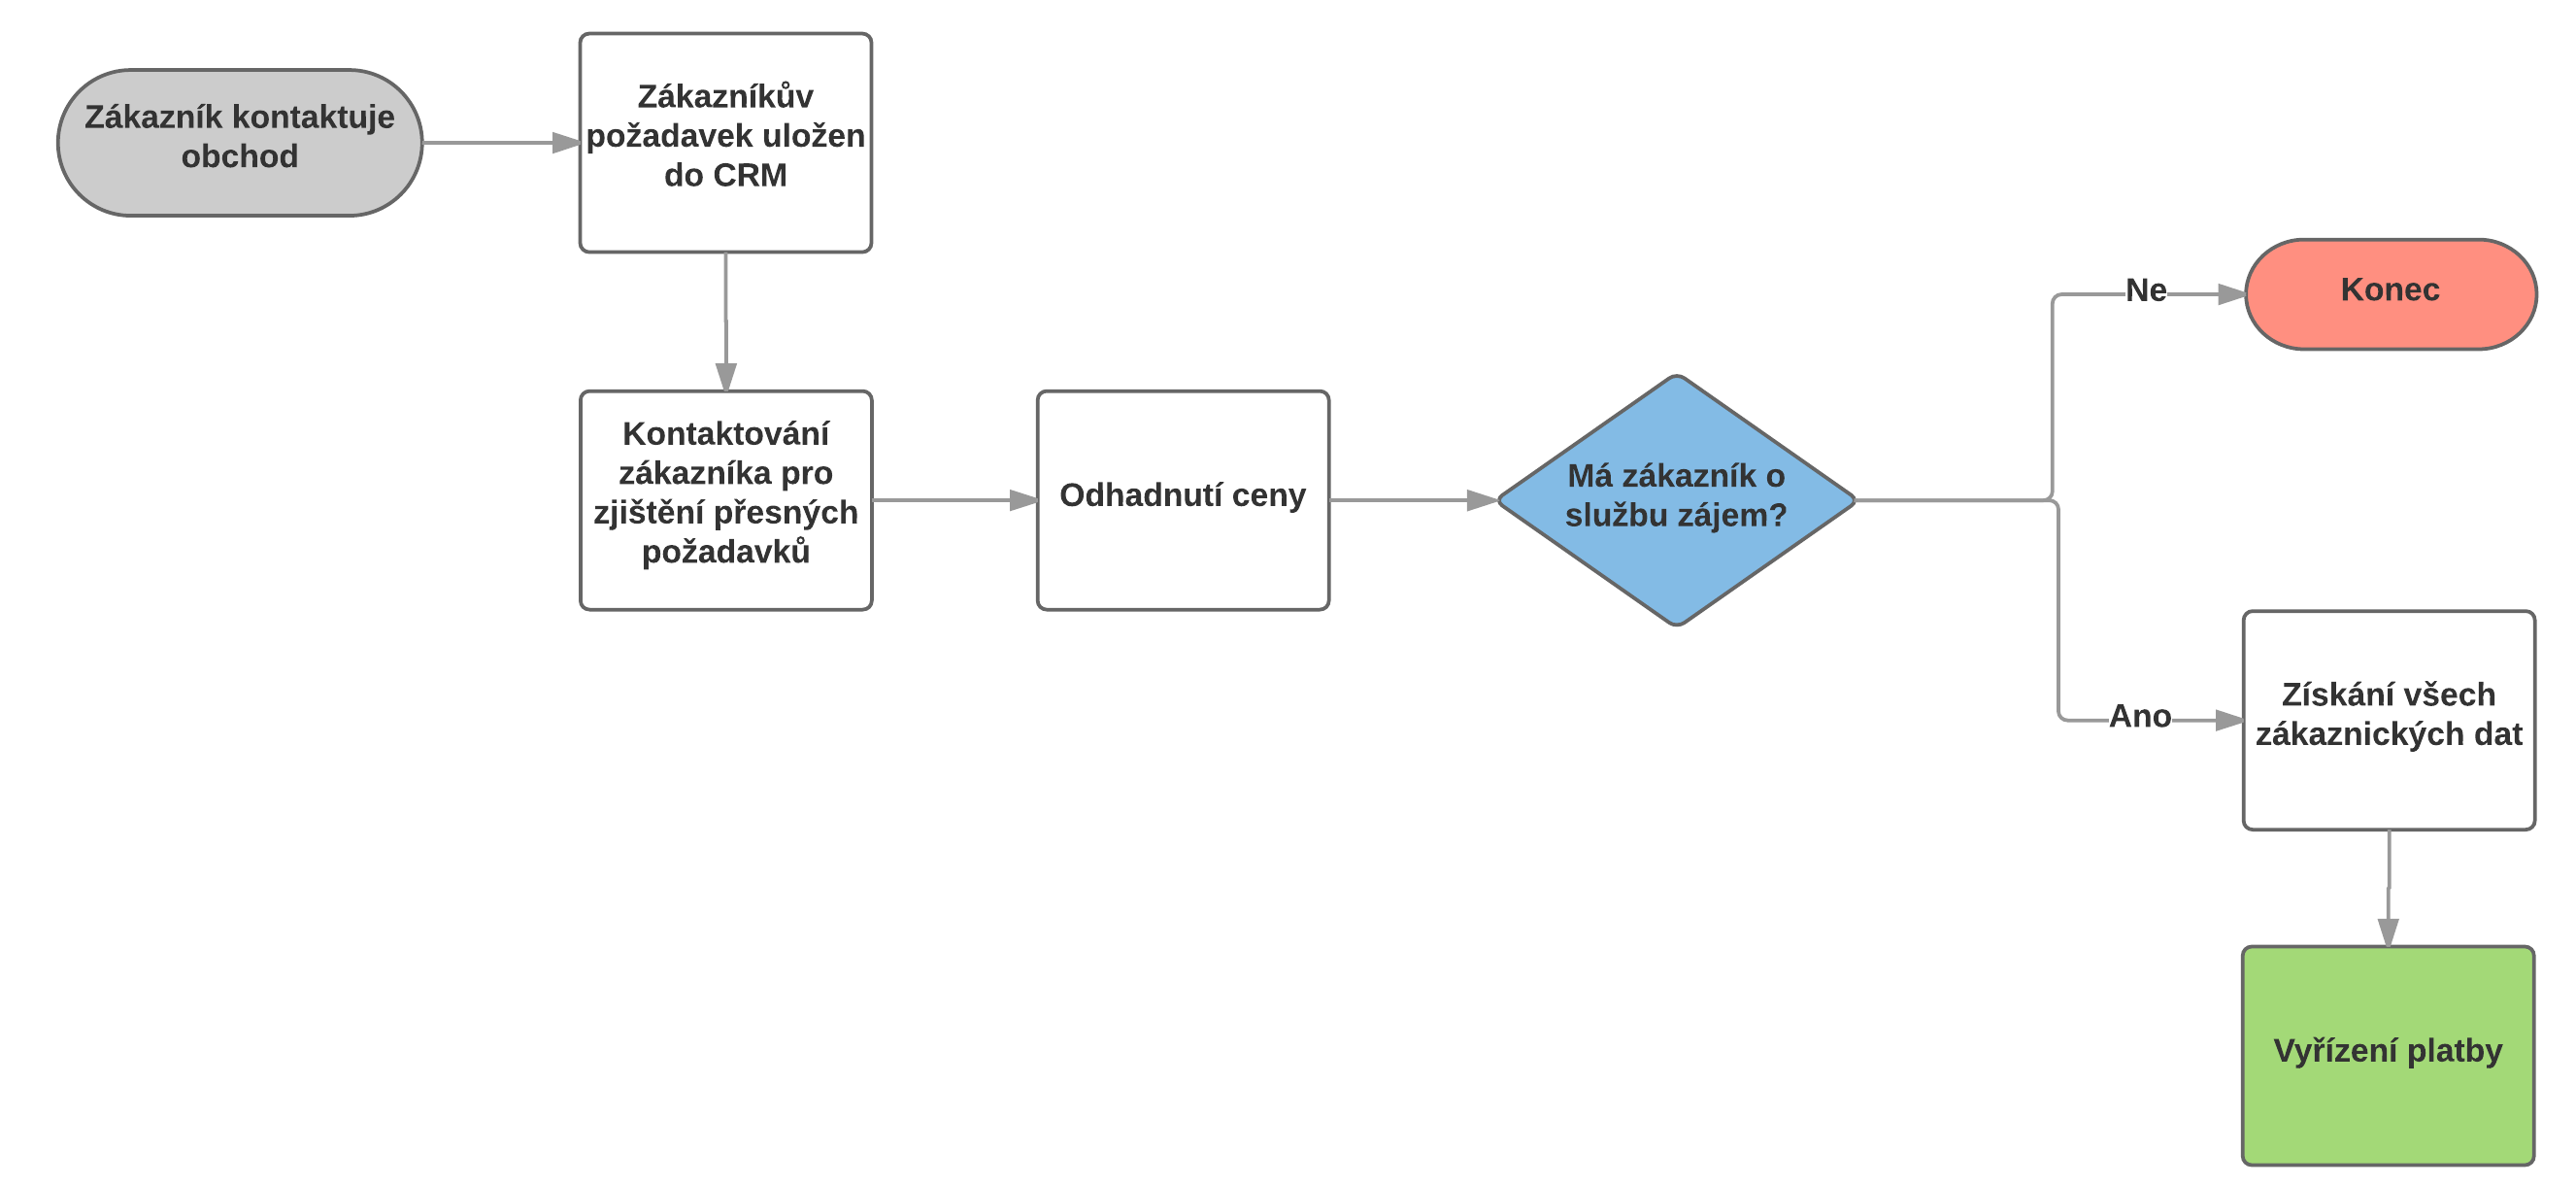 Zákazník kontaktuje
obchod
Zákazníkův
požadavek uložen
do CRM
Kontaktování
zákazníka pro
zjištění přesných
požadavků
Odhadnutí ceny
Má zákazník o
službu zájem?
Ne
Konec
Ano
Získání všech
zákaznických dat
Vyřízení platby